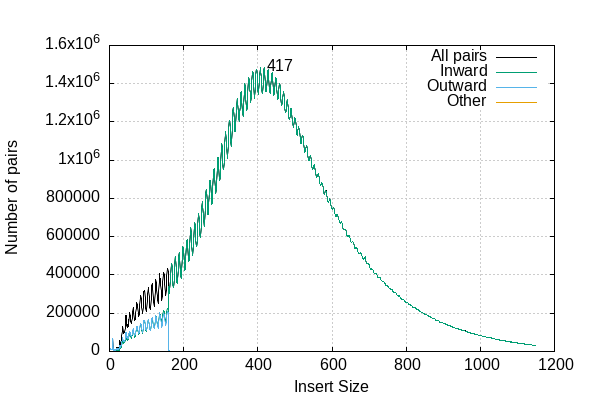 1.6x10^6
1.4x10^6
1.2x10^6
1x10^6
800000
600000
400000
200000
0
Number of pairs
417
All pairs
Inward
Outward
Other
0 200 400 600 800 1000 1200
Insert Size